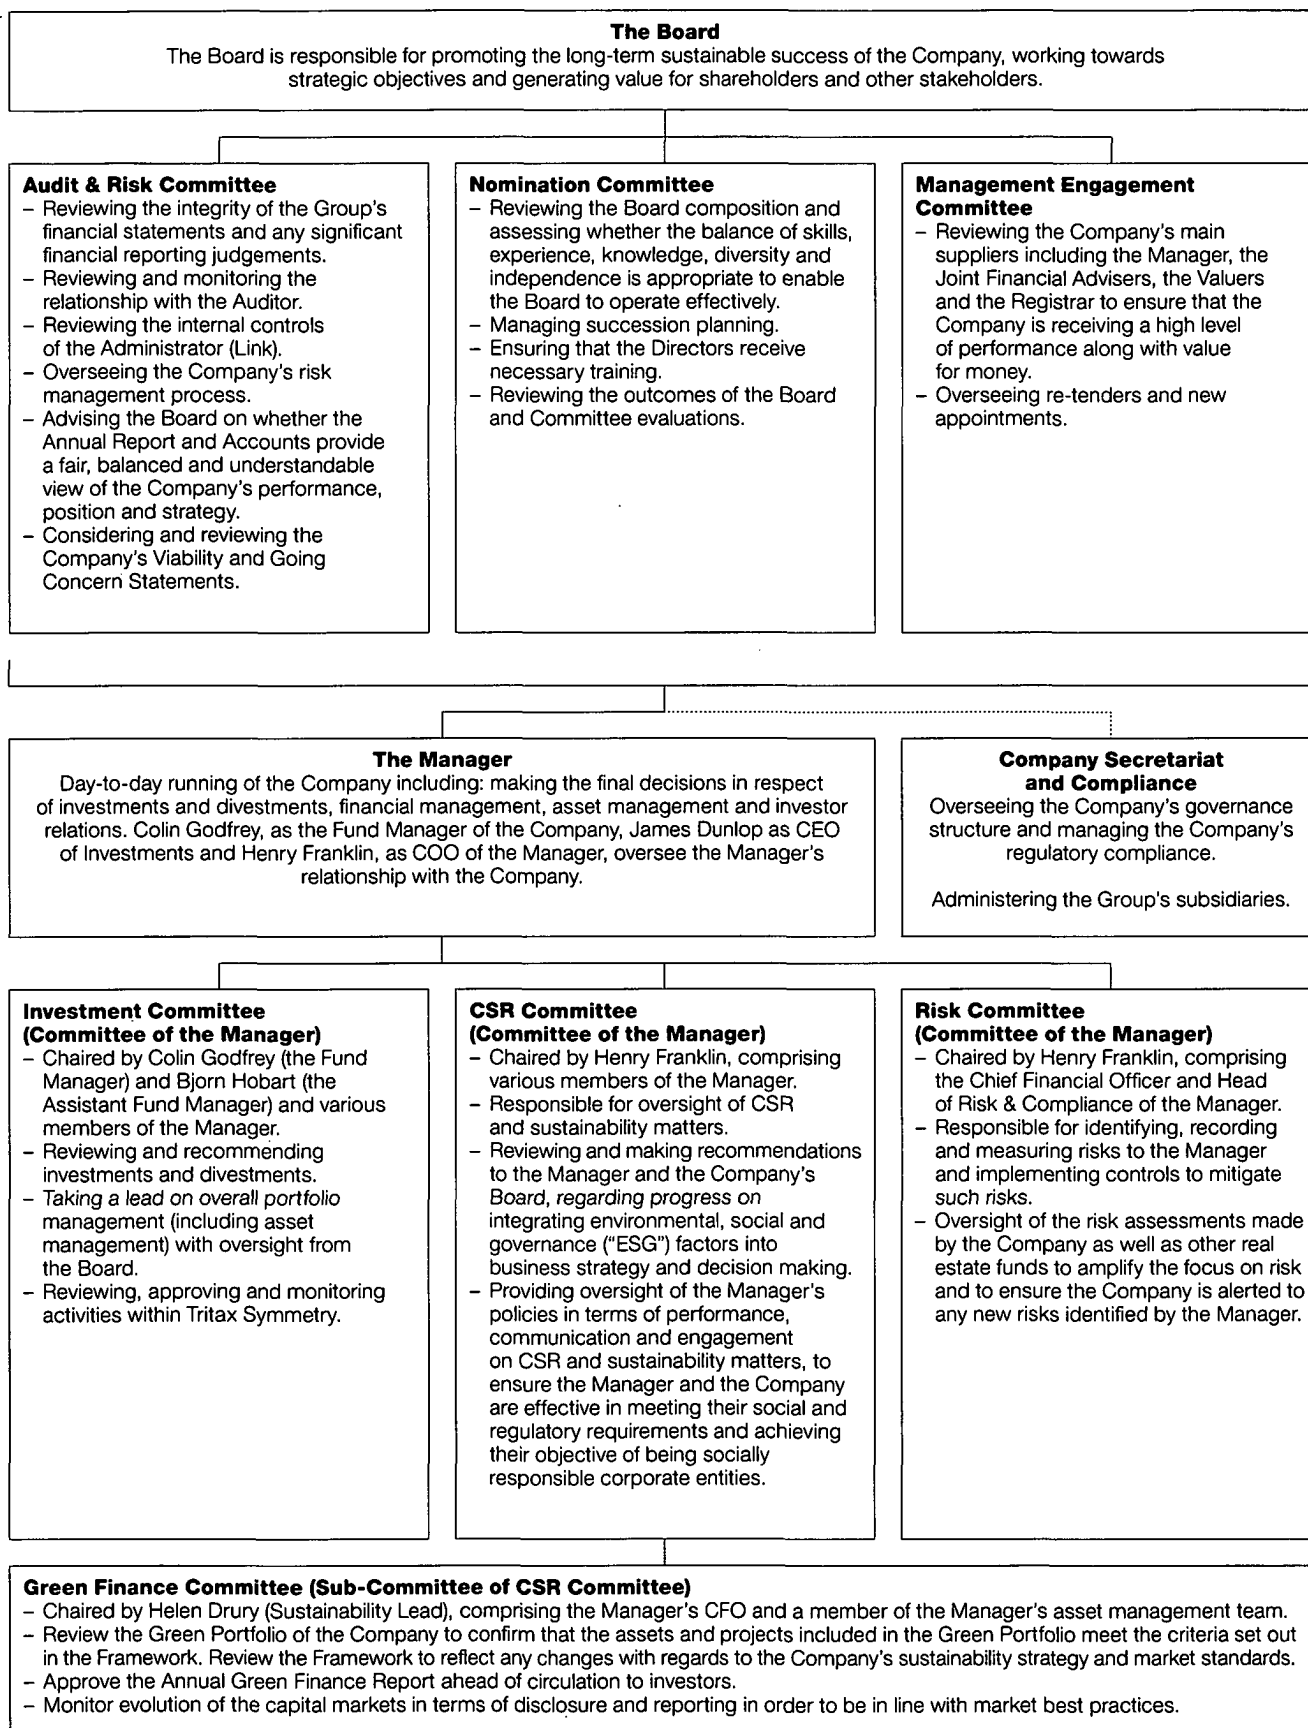 The Board
The Board is responsible for promoting the long-term sustainable success of the Company, working towards
strategic objectives and generating value for shareholders and other stakeholders.
Audit & Risk Committee
– Reviewing the integrity of the Group's
financial statements and any significant
financial reporting judgements.
– Reviewing and monitoring the
relationship with the Auditor.
– Reviewing the internal controls
of the Administrator (Link).
– Overseeing the Company's risk
management process.
– Advising the Board on whether the
Annual Report and Accounts provide
a fair, balanced and understandable
view of the Company's performance,
position and strategy.
– Considering and reviewing the
Company's Viability and Going
Concern Statements.
Nomination Committee
– Reviewing the Board composition and
assessing whether the balance of skills,
experience, knowledge, diversity and
independence is appropriate to enable
the Board to operate effectively.
– Managing succession planning.
– Ensuring that the Directors receive
necessary training.
– Reviewing the outcomes of the Board
and Committee evaluations.
Management Engagement
Committee
– Reviewing the Company's main
suppliers including the Manager, the
Joint Financial Advisers, the Valuers
and the Registrar to ensure that the
Company is receiving a high level
of performance along with value
for money.
– Overseeing re-tenders and new
appointments.
The Manager
Day-to-day running of the Company including: making the final decisions in respect
of investments and divestments, financial management, asset management and investor
relations. Colin Godfrey, as the Fund Manager of the Company, James Dunlop as CEO
of Investments and Henry Franklin, as COO of the Manager, oversee the Manager's
relationship with the Company.
Company Secretariat
and Compliance
Overseeing the Company's governance
structure and managing the Company's
regulatory compliance.
Administering the Group's subsidiaries.
Investment Committee
(Committee of the Manager)
– Chaired by Colin Godfrey (the Fund
Manager) and Bjorn Hobart (the
Assistant Fund Manager) and various
members of the Manager.
– Reviewing and recommending
investments and divestments.
– Taking a lead on overall portfolio
management (including asset
management) with oversight from
the Board.
– Reviewing, approving and monitoring
activities within Tritax Symmetry.
CSR Committee
(Committee of the Manager)
– Chaired by Henry Franklin, comprising
various members of the Manager.
– Responsible for oversight of CSR
and sustainability matters.
– Reviewing and making recommendations
to the Manager and the Company's
Board, regarding progress on
integrating environmental, social and
governance ("ESG") factors into
business strategy and decision making.
– Providing oversight of the Manager's
policies in terms of performance,
communication and engagement
on CSR and sustainability matters, to
ensure the Manager and the Company
are effective in meeting their social and
regulatory requirements and achieving
their objective of being socially
responsible corporate entities.
Risk Committee
(Committee of the Manager)
– Chaired by Henry Franklin, comprising
the Chief Financial Officer and Head
of Risk & Compliance of the Manager.
– Responsible for identifying, recording
and measuring risks to the Manager
and implementing controls to mitigate
such risks.
– Oversight of the risk assessments made
by the Company as well as other real
estate funds to amplify the focus on risk
and to ensure the Company is alerted to
any new risks identified by the Manager.
Green Finance Committee (Sub-Committee of CSR Committee)
– Chaired by Helen Drury (Sustainability Lead), comprising the Manager's CFO and a member of the Manager's asset management team.
– Review the Green Portfolio of the Company to confirm that the assets and projects included in the Green Portfolio meet the criteria set out
in the Framework. Review the Framework to reflect any changes with regards to the Company's sustainability strategy and market standards.
– Approve the Annual Green Finance Report ahead of circulation to investors.
– Monitor evolution of the capital markets in terms of disclosure and reporting in order to be in line with market best practices.